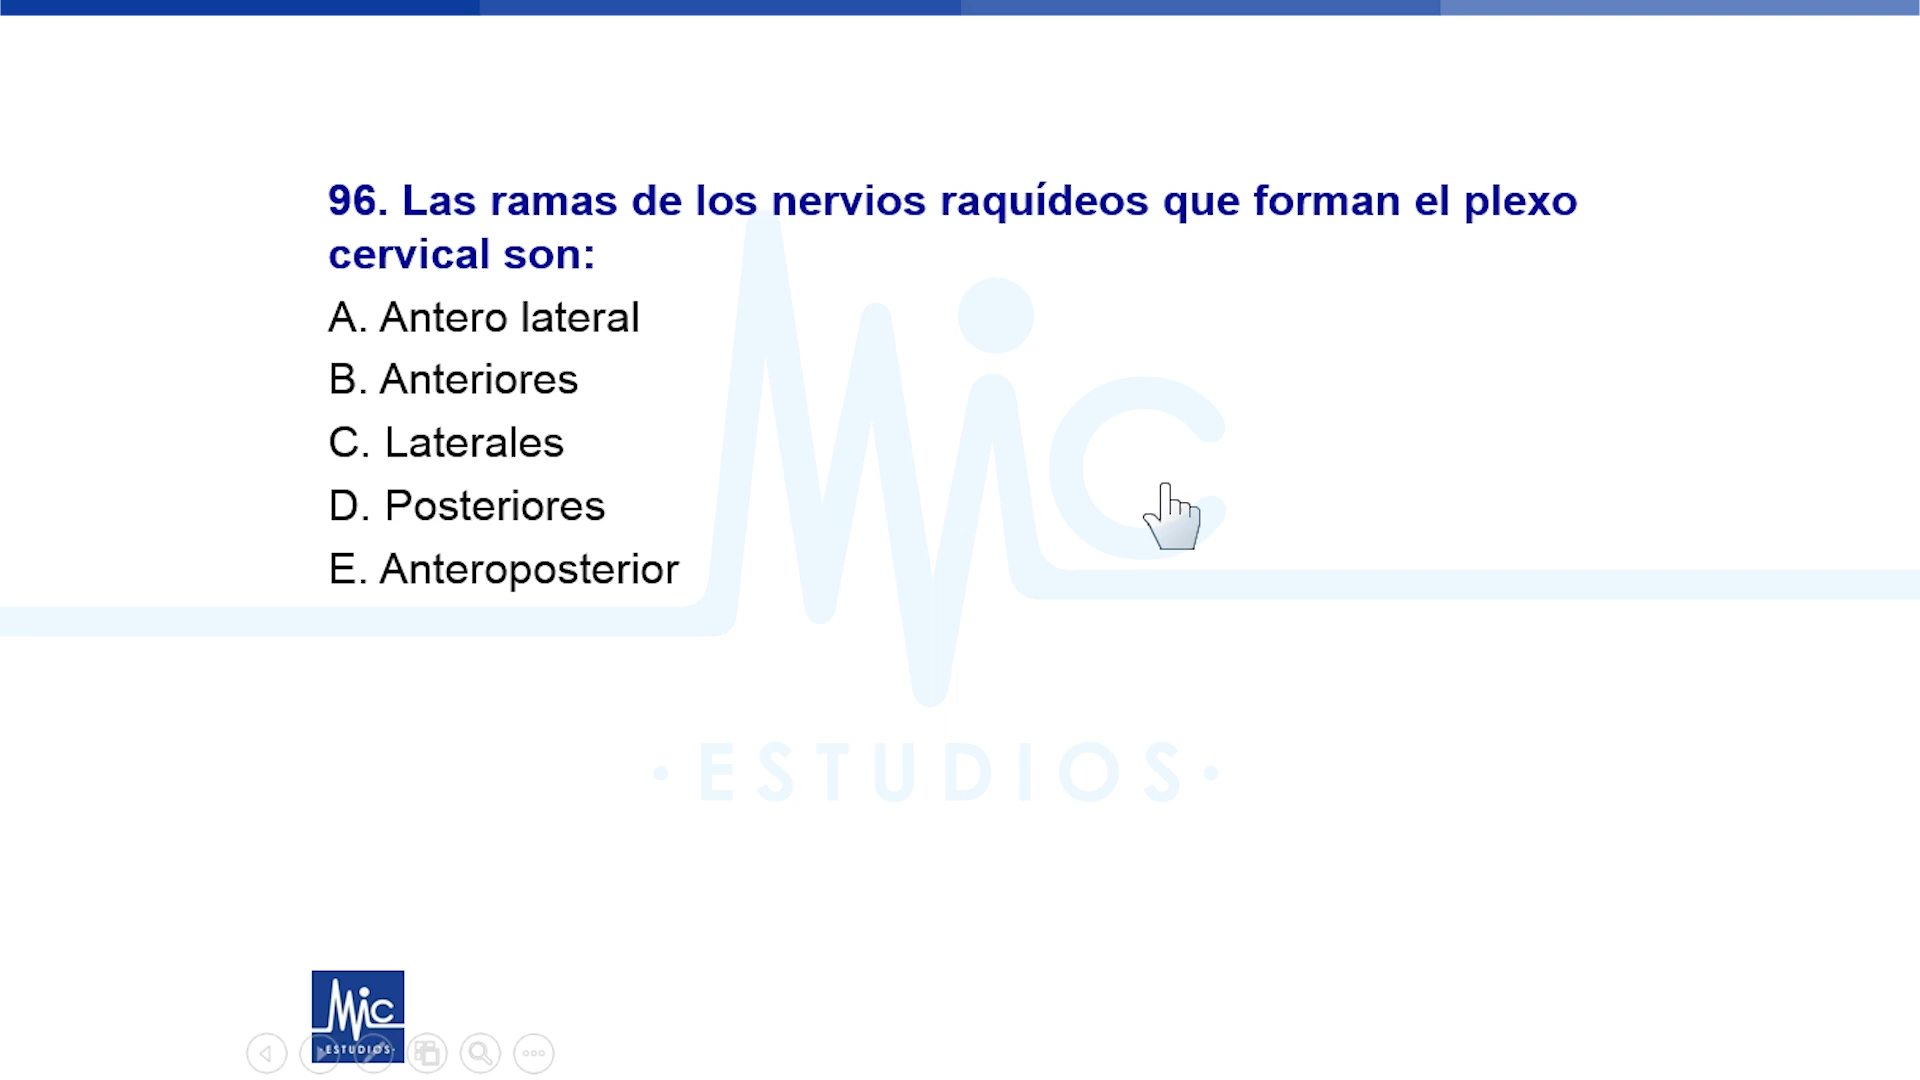 96. Las ramas de los nervios raquídeos que forman el plexo
cervical son:
A. Antero lateral
B. Anteriores
C. Laterales
D. Posteriores
E. Anteroposterior
Mic
· ESTUDIOS ·
Mic
·ESTUDIOS·